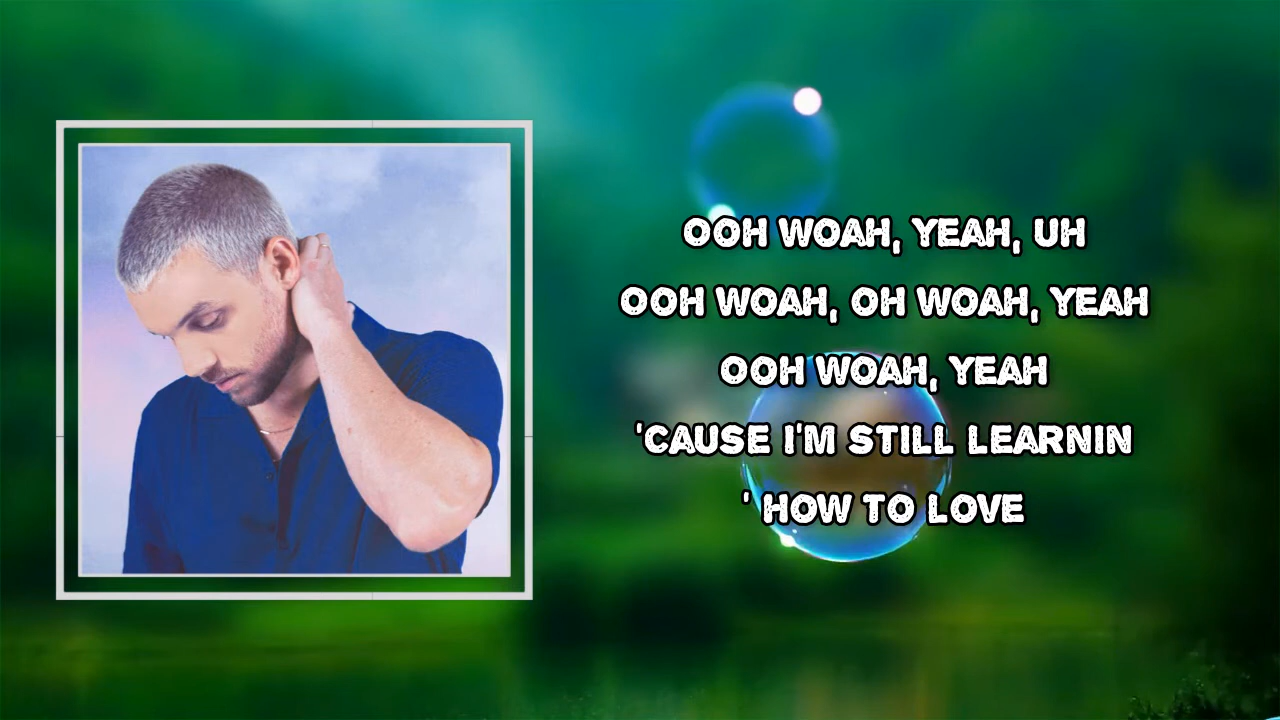 OOH WOAH, YEAH, UH
OOH WOAH, OH WOAH, YEAH
OOH WOAH, YEAH
'CAUSE I'M STILL LEARNIN
' HOW TO LOVE